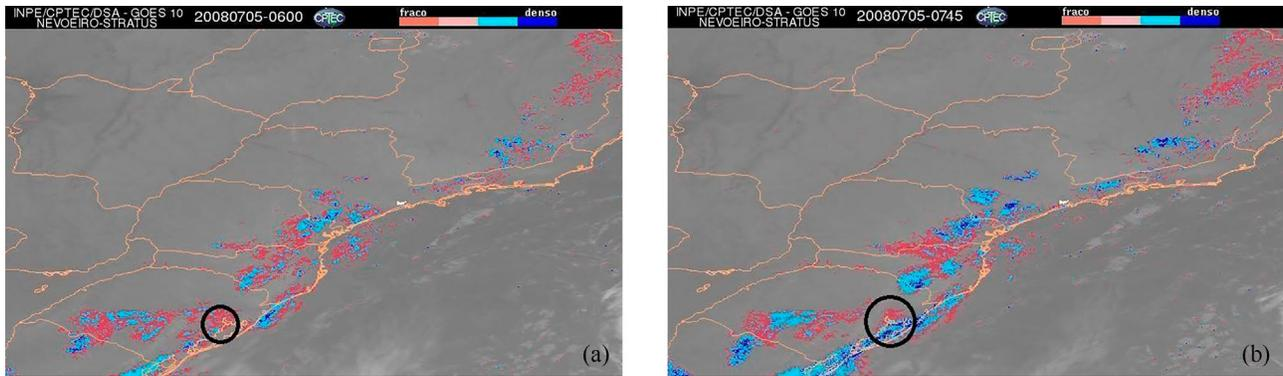 INPE/CPTEC/DSA - GOES 10 20080705-0600 CPTEC fraco denso
NEVOEIRO-STRATUS
(a)
INPE/CPTEC/DSA - GOES 10 20080705-0745 CPTEC fraco denso
NEVOEIRO-STRATUS
(b)